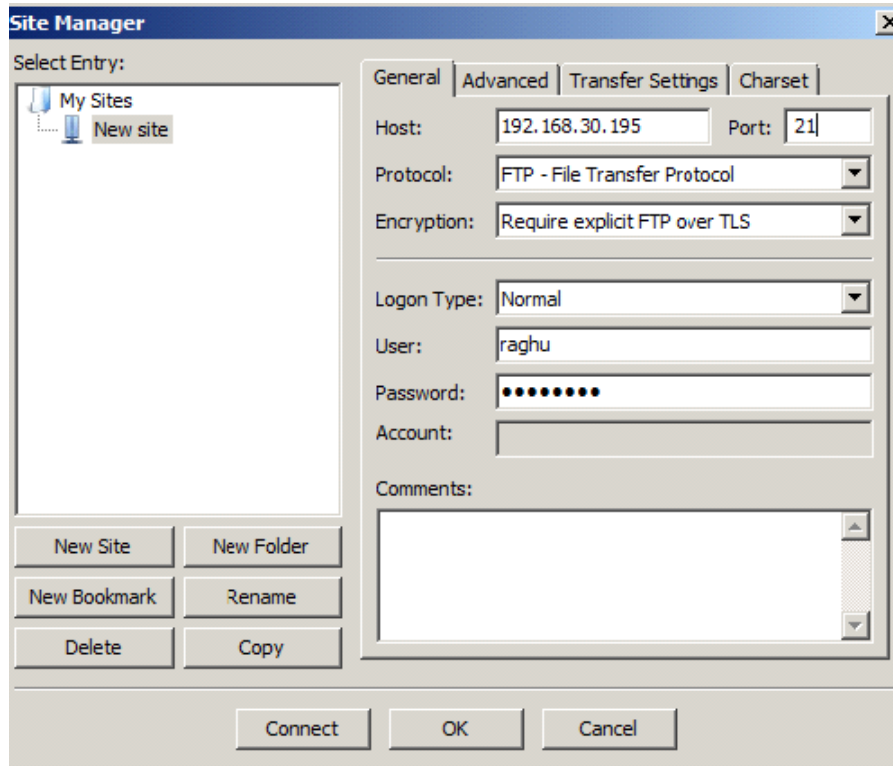 Site Manager
Select Entry:
My Sites
New site
New Site
New Folder
New Bookmark
Rename
Delete
Copy
General
Advanced
Transfer Settings
Charset
Host:
192.168.30.195
Port:
21
Protocol:
FTP - File Transfer Protocol
Encryption:
Require explicit FTP over TLS
Logon Type:
Normal
User:
raghu
Password:
••••••••
Account:
Comments:
Connect
OK
Cancel